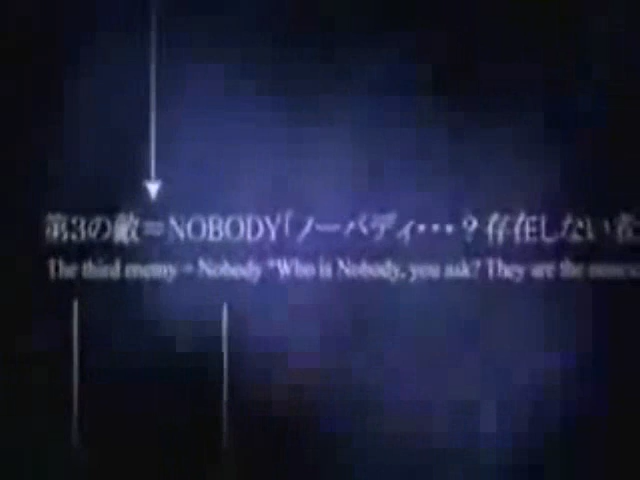 第3の敵＝NOBODY「ノーバディ・・・？存在しない者
The third enemy = Nobody "Who is Nobody, you ask? They are the